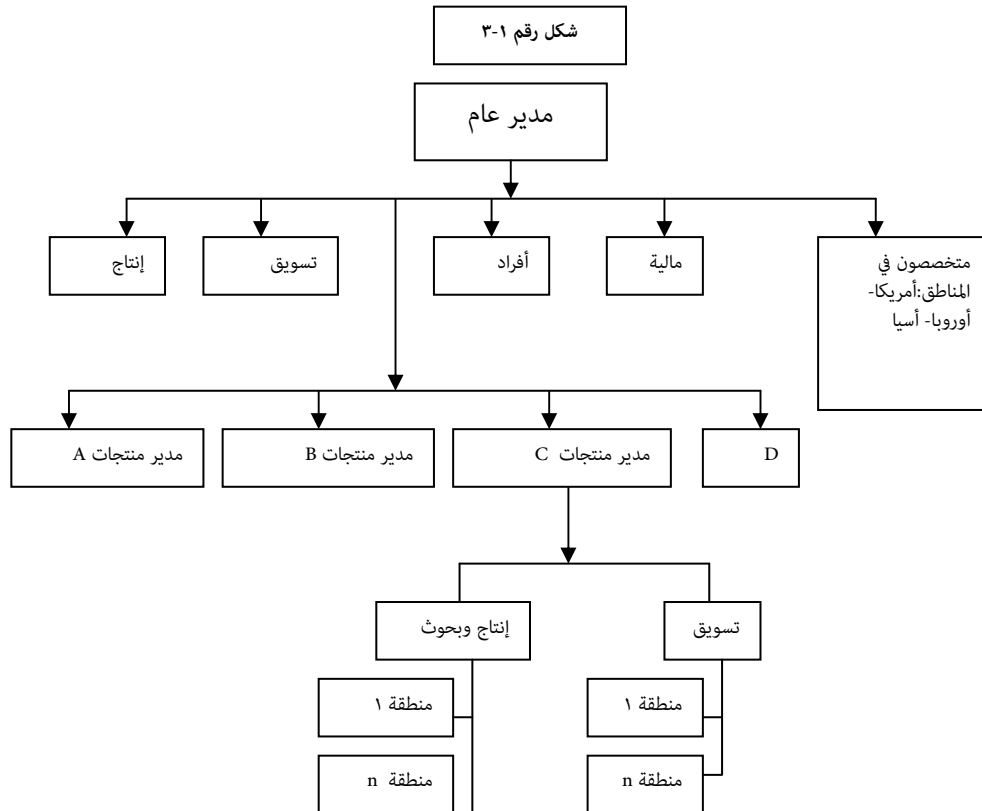 شكل رقم ١-٣
مدير عام
متخصصون في
المناطق:أمريكا-
أوروبا- أسيا
مالية
أفراد
تسويق
إنتاج
D
مدير منتجات C
مدير منتجات B
مدير منتجات A
تسويق
إنتاج وبحوث
منطقة ١
منطقة ١
منطقة n
منطقة n